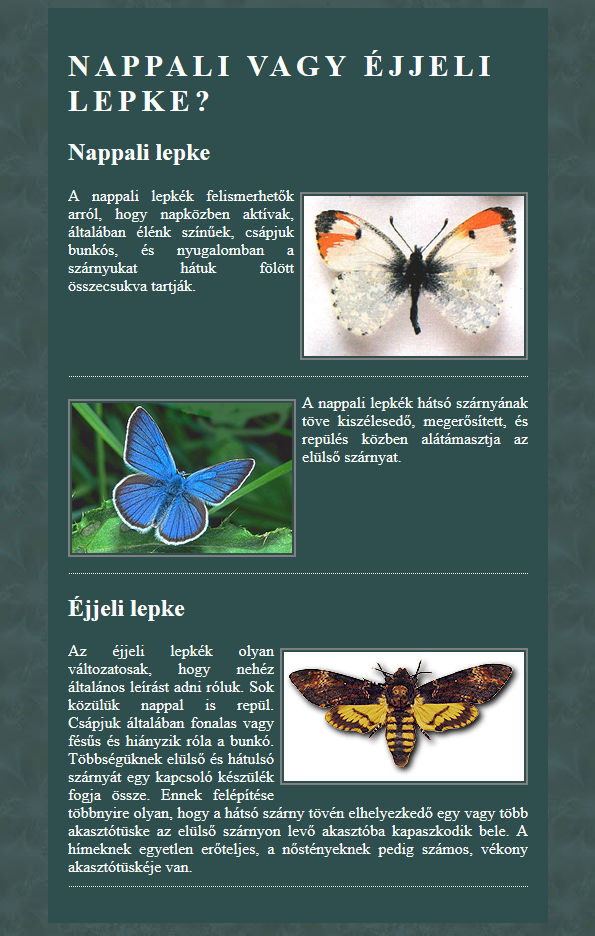 NAPPALI VAGY ÉJJELI
LEPKE?
Nappali lepke
A nappali lepkék felismerhetők
arról, hogy napközben aktívak,
általában élénk színűek, csápjuk
bunkós, és nyugalomban a
szárnyukat hátuk fölött
összecsukva tartják.
A nappali lepkék hátsó szárnyának
töve kiszélesedő, megerősített, és
repülés közben alátámasztja az
elülső szárnyat.
Éjjeli lepke
Az éjjeli lepkék olyan
változatosak, hogy nehéz
általános leírást adni róluk. Sok
közülük nappal is repül.
Csápjuk általában fonalas vagy
fésűs és hiányzik róla a bunkó.
Többségüknek elülső és hátulsó
szárnyát egy kapcsoló készülék
fogja össze. Ennek felépítése
többnyire olyan, hogy a hátsó szárny tövén elhelyezkedő egy vagy több
akasztótüske az elülső szárnyon levő akasztóba kapaszkodik bele. A
hímeknek egyetlen erőteljes, a nőstényeknek pedig számos, vékony
akasztótüskéje van.